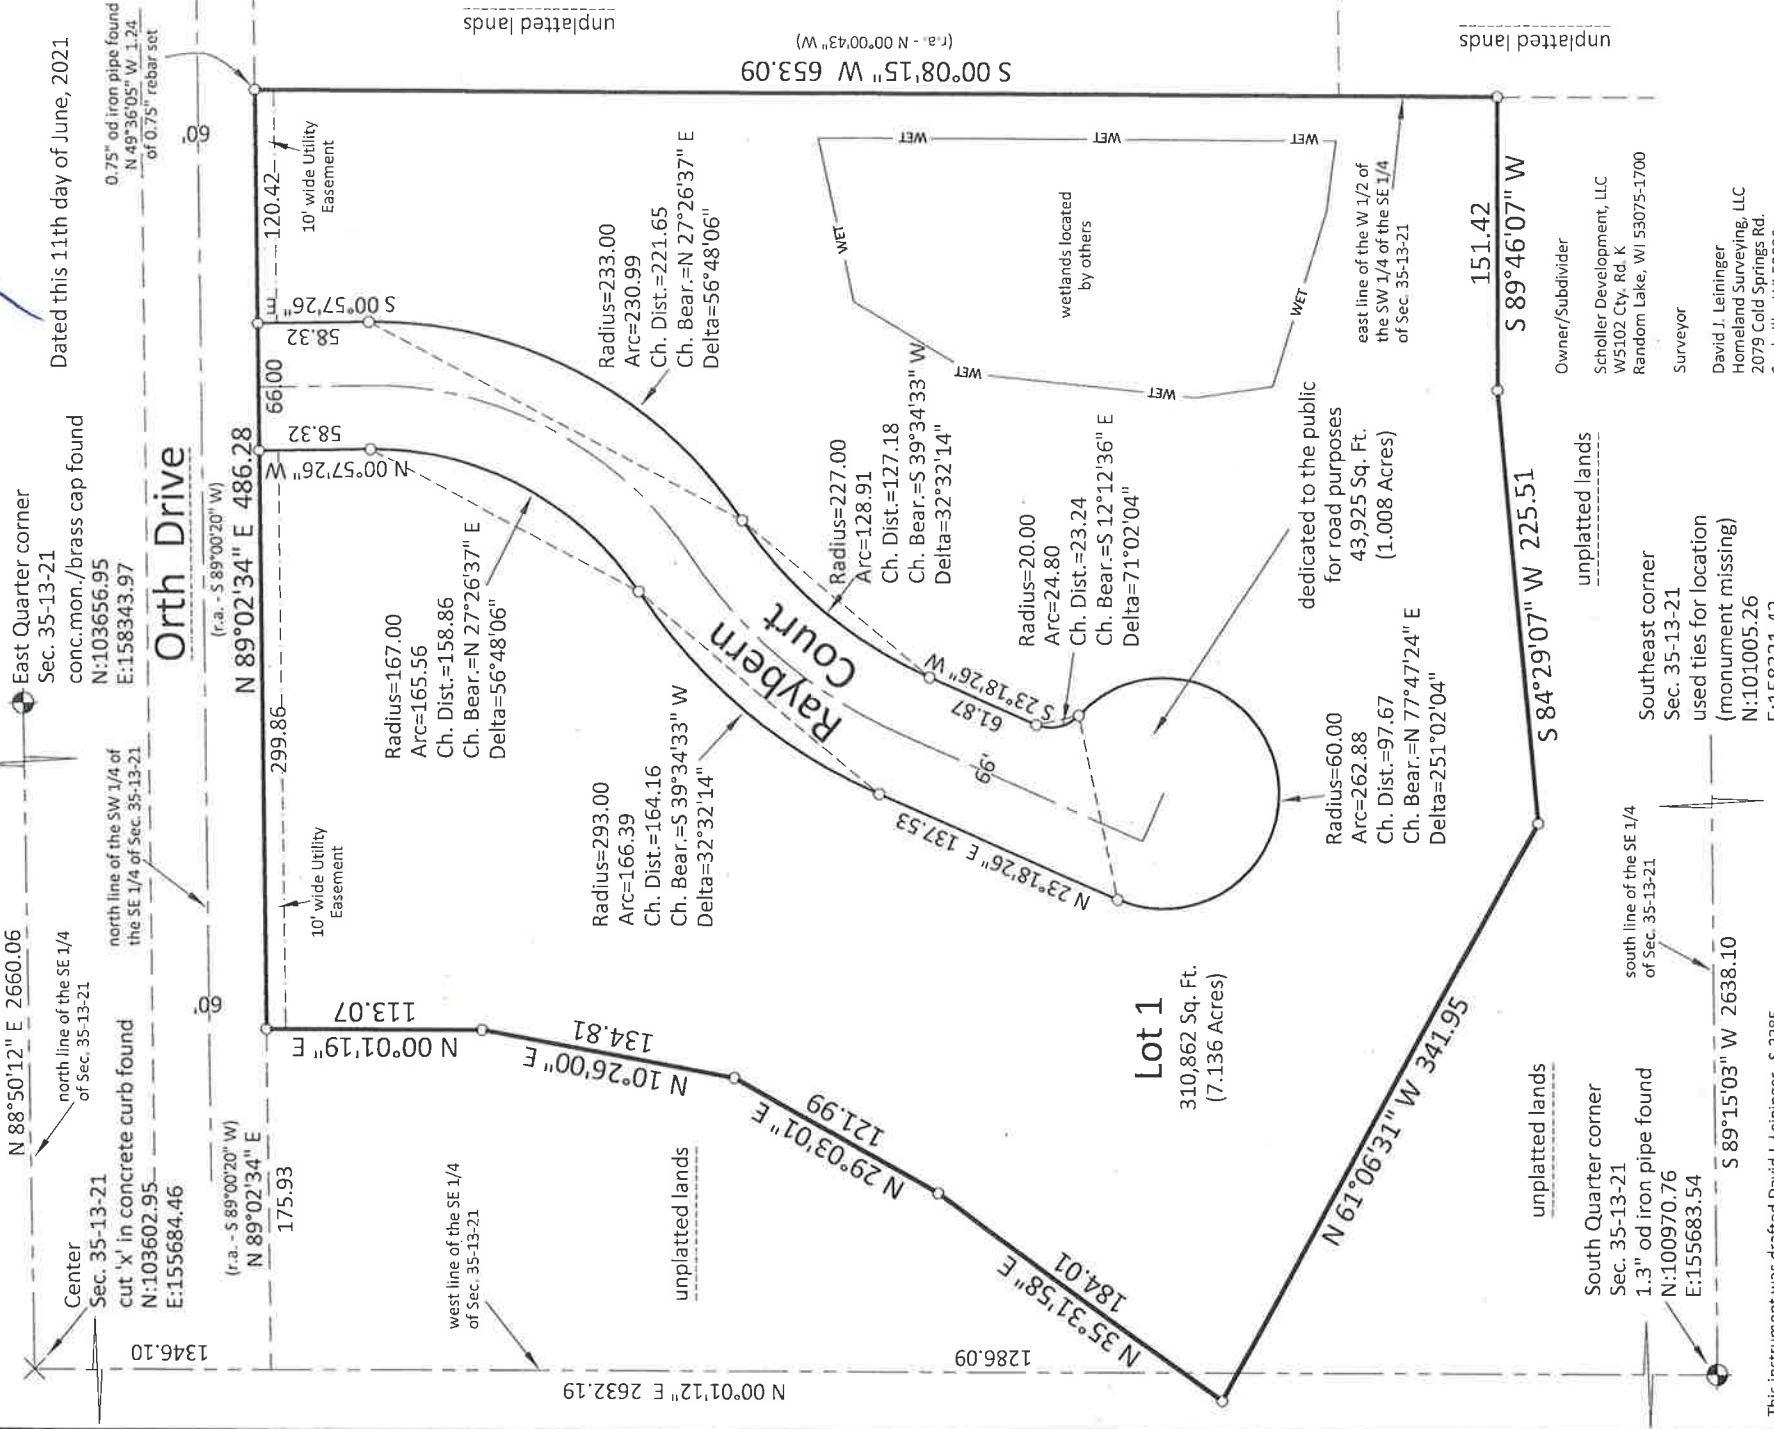 East Quarter corner
Sec. 35-13-21
conc.mon./brass cap found
N:103656.95
E:158343.97
Dated this 11th day of June, 2021
0.75" od iron pipe found
N 49°36'05" W 1.24
of 0.75" rebar set
N 88°50'12" E 2660.06
north line of the SE 1/4
of Sec. 35-13-21
Center
Sec. 35-13-21
cut 'x' in concrete curb found
N:103602.95
E:155684.46
north line of the SW 1/4 of
the SE 1/4 of Sec. 35-13-21
Orth Drive
60'
60'
(r.a. - S 89°00'20" W)
N 89°02'34" E 486.28
(r.a. - S 89°00'20" W)
N 89°02'34" E
175.93
299.86
66.00
120.42
10' wide Utility
Easement
10' wide Utility
Easement
unplatted lands
(r.a. - N 00°00'43" W)
S 00°08'15" W 653.09
unplatted lands
58.32
N 00°57'26" W
58.32
S 00°57'26" E
Radius=233.00
Arc=230.99
Ch. Dist.=221.65
Ch. Bear.=N 27°26'37" E
Delta=56°48'06"
Radius=167.00
Arc=165.56
Ch. Dist.=158.86
Ch. Bear.=N 27°26'37" E
Delta=56°48'06"
Radius=293.00
Arc=166.39
Ch. Dist.=164.16
Ch. Bear.=S 39°34'33" W
Delta=32°32'14"
Radius=227.00
Arc=128.91
Ch. Dist.=127.18
Ch. Bear.=S 39°34'33" W
Delta=32°32'14"
Raybern
Court
Radius=20.00
Arc=24.80
Ch. Dist.=23.24
Ch. Bear.=S 12°12'36" E
Delta=71°02'04"
S 23°18'26" W
61.87
66'
N 23°18'26" E 137.53
Radius=60.00
Arc=262.88
Ch. Dist.=97.67
Ch. Bear.=N 77°47'24" E
Delta=251°02'04"
dedicated to the public
for road purposes
43,925 Sq. Ft.
(1.008 Acres)
WET
WET
WET
WET
WET
WET
WET
wetlands located
by others
east line of the W 1/2 of
the SW 1/4 of the SE 1/4
of Sec. 35-13-21
113.07
N 00°01'19" E
134.81
N 10°26'00" E
121.99
N 29°03'01" E
184.01
N 35°31'58" E
1346.10
west line of the SE 1/4
of Sec. 35-13-21
1286.09
N 00°01'12" E 2632.19
unplatted lands
Lot 1
310,862 Sq. Ft.
(7.136 Acres)
N 61°06'31" W 341.95
S 84°29'07" W 225.51
151.42
S 89°46'07" W
unplatted lands
unplatted lands
Owner/Subdivider
Scholler Development, LLC
W5102 Cty. Rd. K
Random Lake, WI 53075-1700
Surveyor
David J. Leininger
Homeland Surveying, LLC
2079 Cold Springs Rd.
South Quarter corner
Sec. 35-13-21
1.3" od iron pipe found
N:100970.76
E:155683.54
south line of the SE 1/4
of Sec. 35-13-21
S 89°15'03" W 2638.10
Southeast corner
Sec. 35-13-21
used ties for location
(monument missing)
N:101005.26
This instrument was drafted David J. Leininger,